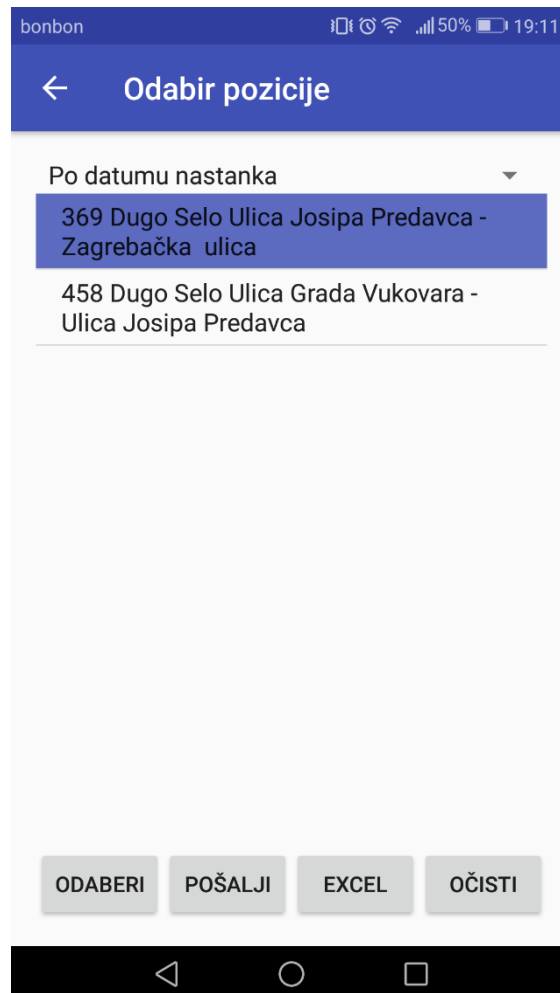 bonbon 50% 19:11
Odabir pozicije
Po datumu nastanka
369 Dugo Selo Ulica Josipa Predavca -
Zagrebačka  ulica
458 Dugo Selo Ulica Grada Vukovara -
Ulica Josipa Predavca
ODABERI POŠALJI EXCEL OČISTI